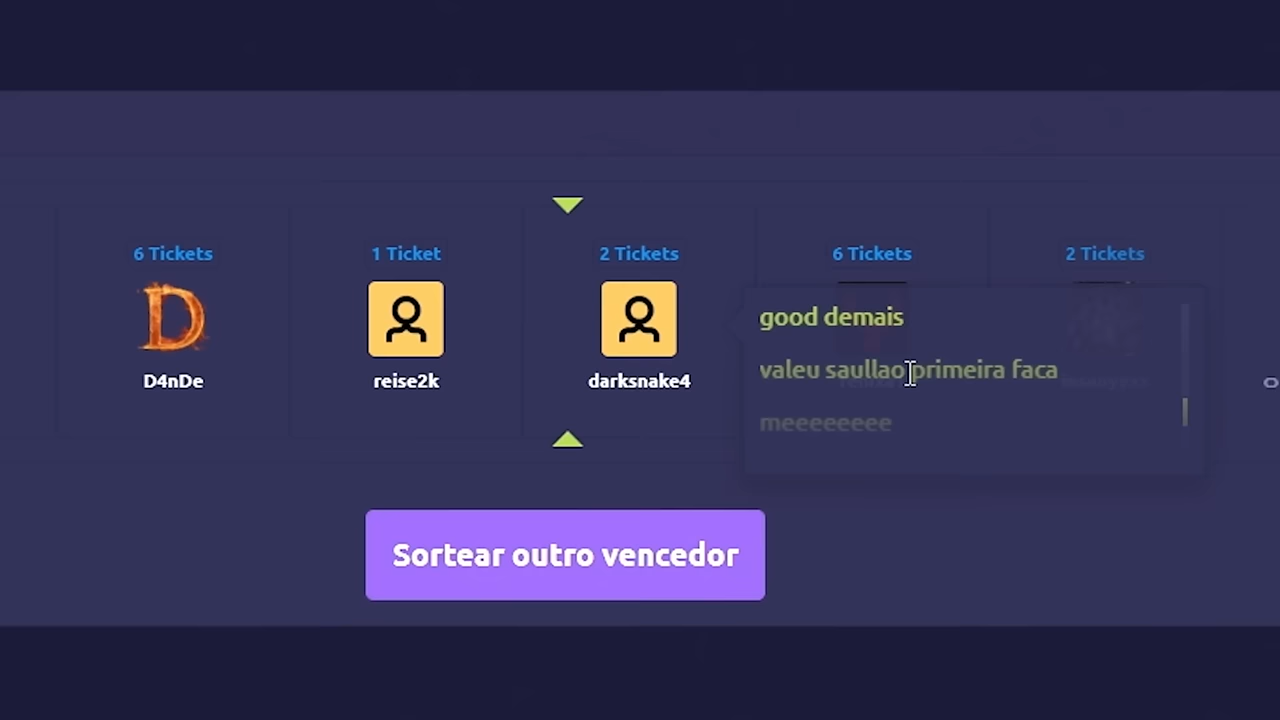 6 Tickets
1 Ticket
2 Tickets
6 Tickets
2 Tickets
D4nDe
reise2k
darksnake4
good demais
valeu saullao primeira faca
meeeeeeee
Sortear outro vencedor